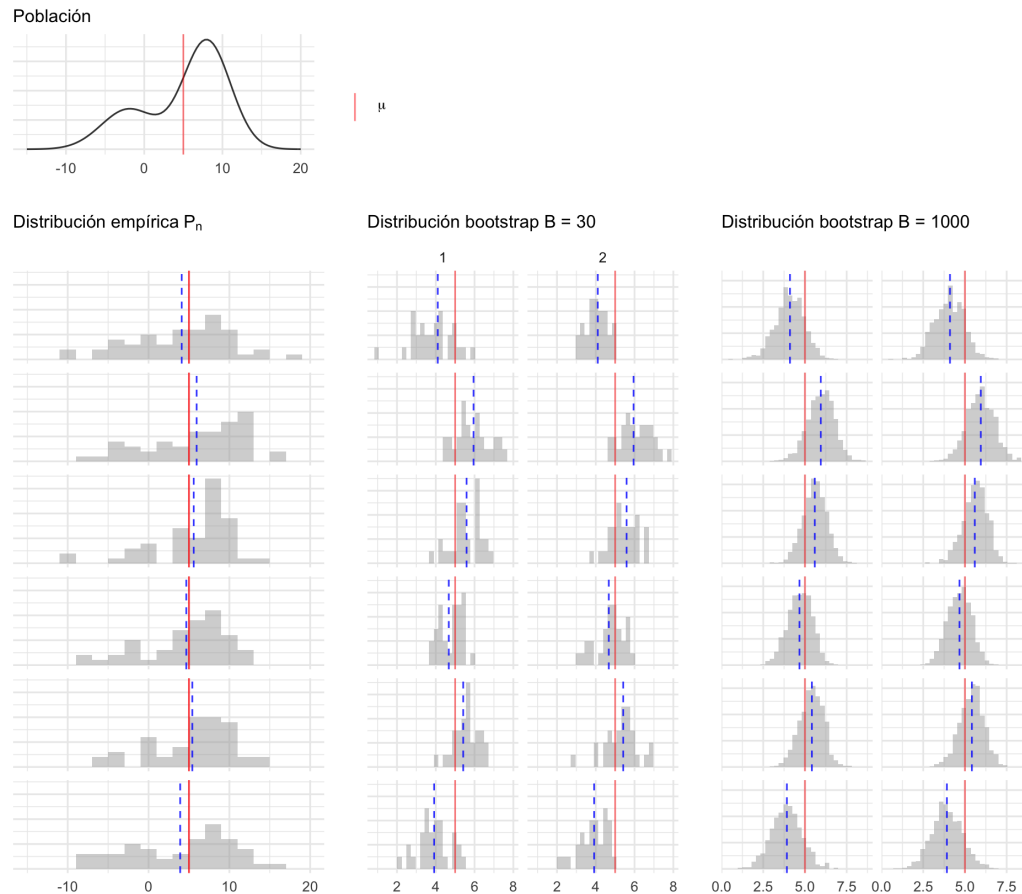 Población
μ
-10 0 10 20
Distribución empírica Pn
Distribución bootstrap B = 30
Distribución bootstrap B = 1000
1 2
-10 0 10 20
2 4 6 8
2 4 6 8
0.0 2.5 5.0 7.5
0.0 2.5 5.0 7.5